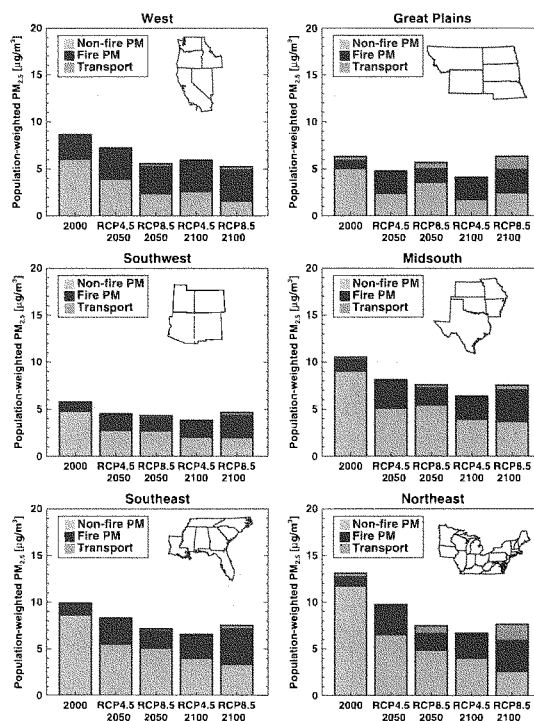 West
Population-weighted PM2.5 [µg/m3]
20
15
10
5
0
Non-fire PM
Fire PM
Transport
2000
RCP4.5 2050
RCP8.5 2050
RCP4.5 2100
RCP8.5 2100
Great Plains
Population-weighted PM2.5 [µg/m3]
20
15
10
5
0
Non-fire PM
Fire PM
Transport
2000
RCP4.5 2050
RCP8.5 2050
RCP4.5 2100
RCP8.5 2100
Southwest
Population-weighted PM2.5 [µg/m3]
20
15
10
5
0
Non-fire PM
Fire PM
Transport
2000
RCP4.5 2050
RCP8.5 2050
RCP4.5 2100
RCP8.5 2100
Midsouth
Population-weighted PM2.5 [µg/m3]
20
15
10
5
0
Non-fire PM
Fire PM
Transport
2000
RCP4.5 2050
RCP8.5 2050
RCP4.5 2100
RCP8.5 2100
Southeast
Population-weighted PM2.5 [µg/m3]
20
15
10
5
0
Non-fire PM
Fire PM
Transport
2000
RCP4.5 2050
RCP8.5 2050
RCP4.5 2100
RCP8.5 2100
Northeast
Population-weighted PM2.5 [µg/m3]
20
15
10
5
0
Non-fire PM
Fire PM
Transport
2000
RCP4.5 2050
RCP8.5 2050
RCP4.5 2100
RCP8.5 2100